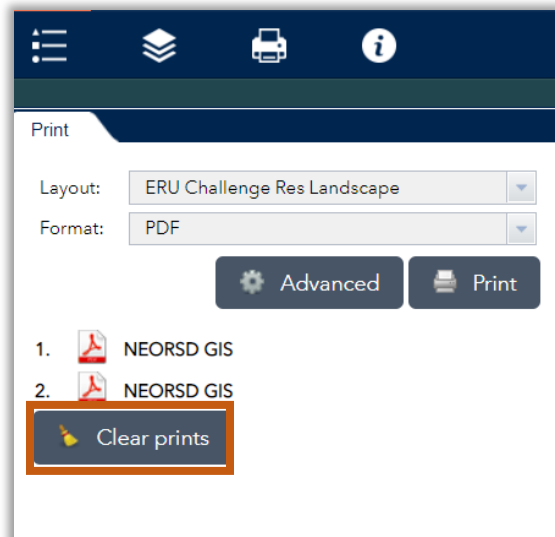 Print
Layout: ERU Challenge Res Landscape
Format: PDF
Advanced Print
1. NEORSD GIS
2. NEORSD GIS
Clear prints